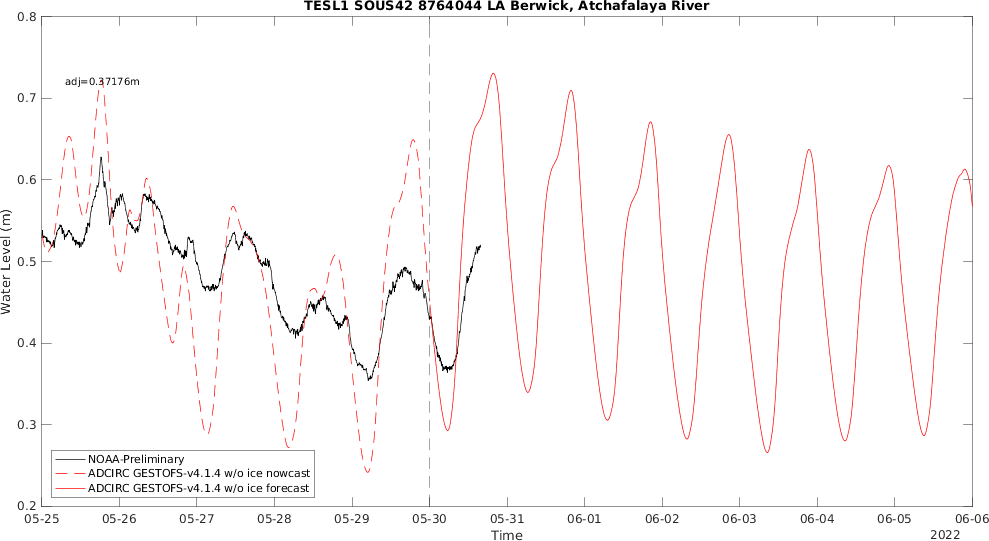 TESL1 SOUS42 8764044 LA Berwick, Atchafalaya River
0.8
0.7
0.6
0.5
0.4
0.3
0.2
Water Level (m)
adj=0.37176m
NOAA-Preliminary
ADCIRC GESTOFS-v4.1.4 w/o ice nowcast
ADCIRC GESTOFS-v4.1.4 w/o ice forecast
05-25 05-26 05-27 05-28 05-29 05-30 05-31 06-01 06-02 06-03 06-04 06-05 06-06
Time
2022